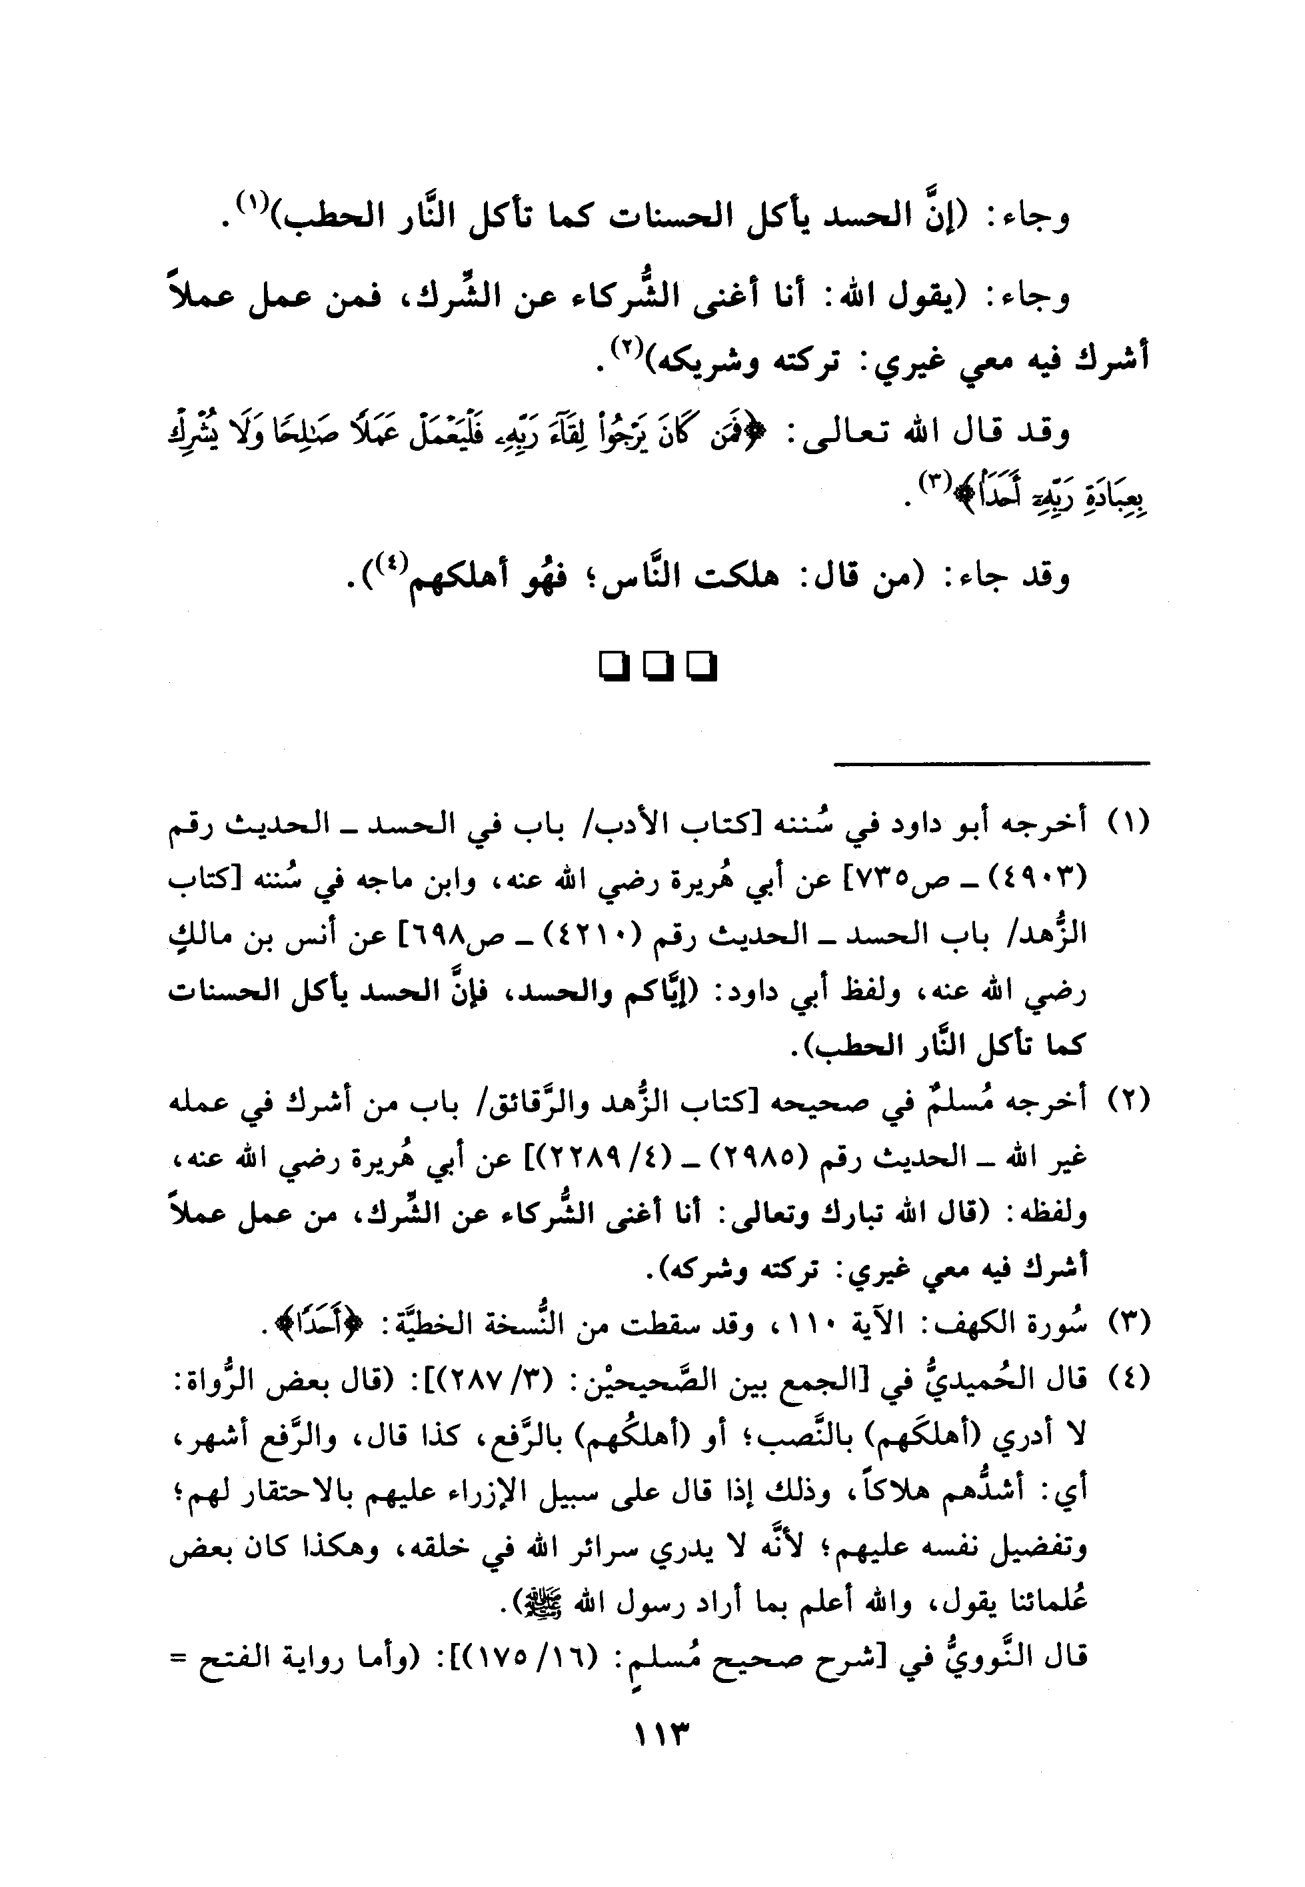 وجاء: (إنَّ الحسد يأكل الحسنات كما تأكل النَّار الحطب)(١).
وجاء: (يقول الله: أنا أغنى الشُّركاء عن الشِّرك، فمن عمل عملاً
أشرك فيه معي غيري: تركته وشريكه)(٢).
وقد قال الله تعالى: ﴿فَمَن كَانَ يَرْجُواْ لِقَآءَ رَبِّهِۦ فَلْيَعْمَلْ عَمَلًا صَـٰلِحًا وَلَا يُشْرِكْ
بِعِبَادَةِ رَبِّهِۦٓ أَحَدَۢا﴾(٣).
وقد جاء: (من قال: هلكت النَّاس؛ فهُو أهلكهم(٤)).
❏ ❏ ❏
(١) أخرجه أبو داود في سُننه [كتاب الأدب/ باب في الحسد ـ الحديث رقم
(٤٩٠٣) ـ ص٧٣٥] عن أبي هُريرة رضي الله عنه، وابن ماجه في سُننه [كتاب
الزُّهد/ باب الحسد ـ الحديث رقم (٤٢١٠) ـ ص٦٩٨] عن أنس بن مالكٍ
رضي الله عنه، ولفظ أبي داود: (إيَّاكم والحسد، فإنَّ الحسد يأكل الحسنات
كما تأكل النَّار الحطب).
(٢) أخرجه مُسلمٌ في صحيحه [كتاب الزُّهد والرَّقائق/ باب من أشرك في عمله
غير الله ـ الحديث رقم (٢٩٨٥) ـ (٤/ ٢٢٨٩)] عن أبي هُريرة رضي الله عنه،
ولفظه: (قال الله تبارك وتعالى: أنا أغنى الشُّركاء عن الشِّرك، من عمل عملاً
أشرك فيه معي غيري: تركته وشركه).
(٣) سُورة الكهف: الآية ١١٠، وقد سقطت من النُّسخة الخطيَّة: ﴿أَحَدَۢا﴾.
(٤) قال الحُميديُّ في [الجمع بين الصَّحيحيْن: (٣/ ٢٨٧)]: (قال بعض الرُّواة:
لا أدري (أهلكَهم) بالنَّصب؛ أو (أهلكُهم) بالرَّفع، كذا قال، والرَّفع أشهر،
أي: أشدُّهم هلاكاً، وذلك إذا قال على سبيل الإزراء عليهم بالاحتقار لهم؛
وتفضيل نفسه عليهم؛ لأنَّه لا يدري سرائر الله في خلقه، وهكذا كان بعض
عُلمائنا يقول، والله أعلم بما أراد رسول الله ﷺ).
قال النَّوويُّ في [شرح صحيح مُسلمٍ: (١٦/ ١٧٥)]: (وأما رواية الفتح =
١١٣